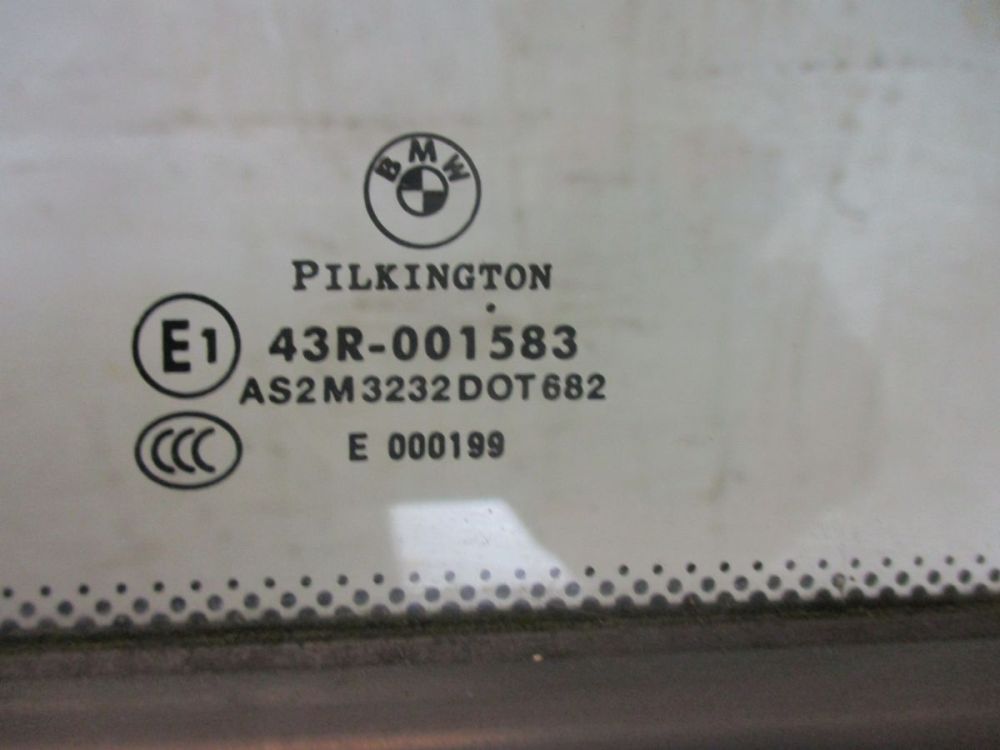 BMW
PILKINGTON
E1 43R-001583
AS2M3232DOT682
CCC E 000199